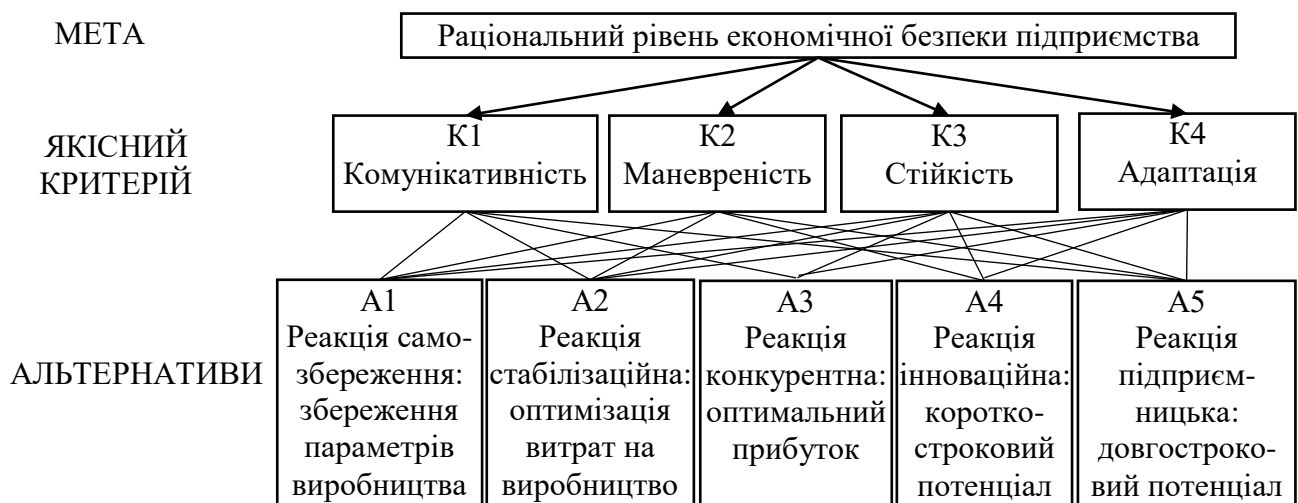 МЕТА
Раціональний рівень економічної безпеки підприємства
ЯКІСНИЙ
КРИТЕРІЙ
К1
Комунікативність
К2
Маневреність
К3
Стійкість
К4
Адаптація
АЛЬТЕРНАТИВИ
А1
Реакція само-
збереження:
збереження
параметрів
виробництва
А2
Реакція
стабілізаційна:
оптимізація
витрат на
виробництво
А3
Реакція
конкурентна:
оптимальний
прибуток
А4
Реакція
інноваційна:
коротко-
строковий
потенціал
А5
Реакція
підприєм-
ницька:
довгостроко-
вий потенціал